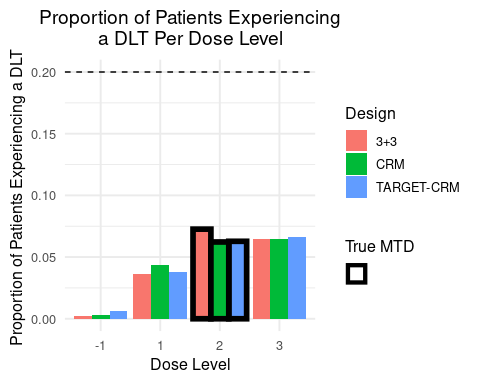 Proportion of Patients Experiencing
a DLT Per Dose Level
Proportion of Patients Experiencing a DLT
0.20
0.15
0.10
0.05
0.00
-1
1
2
3
Dose Level
Design
3+3
CRM
TARGET-CRM
True MTD